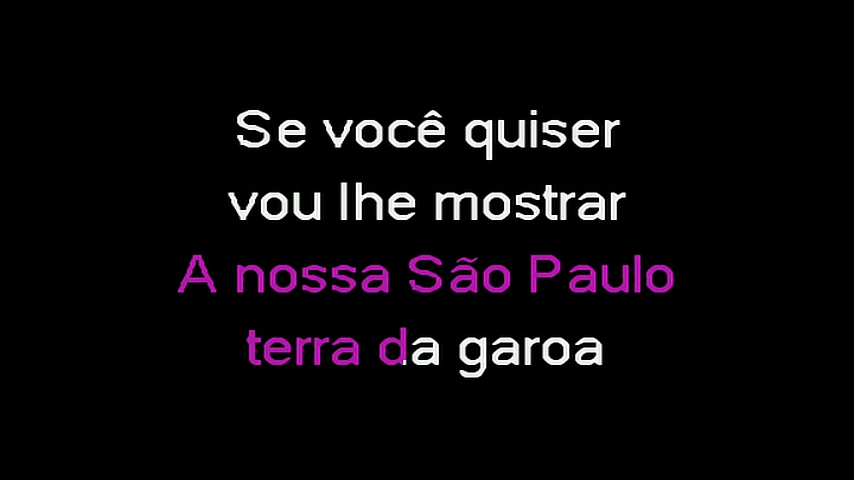 Se você quiser
vou lhe mostrar
A nossa São Paulo
terra da garoa